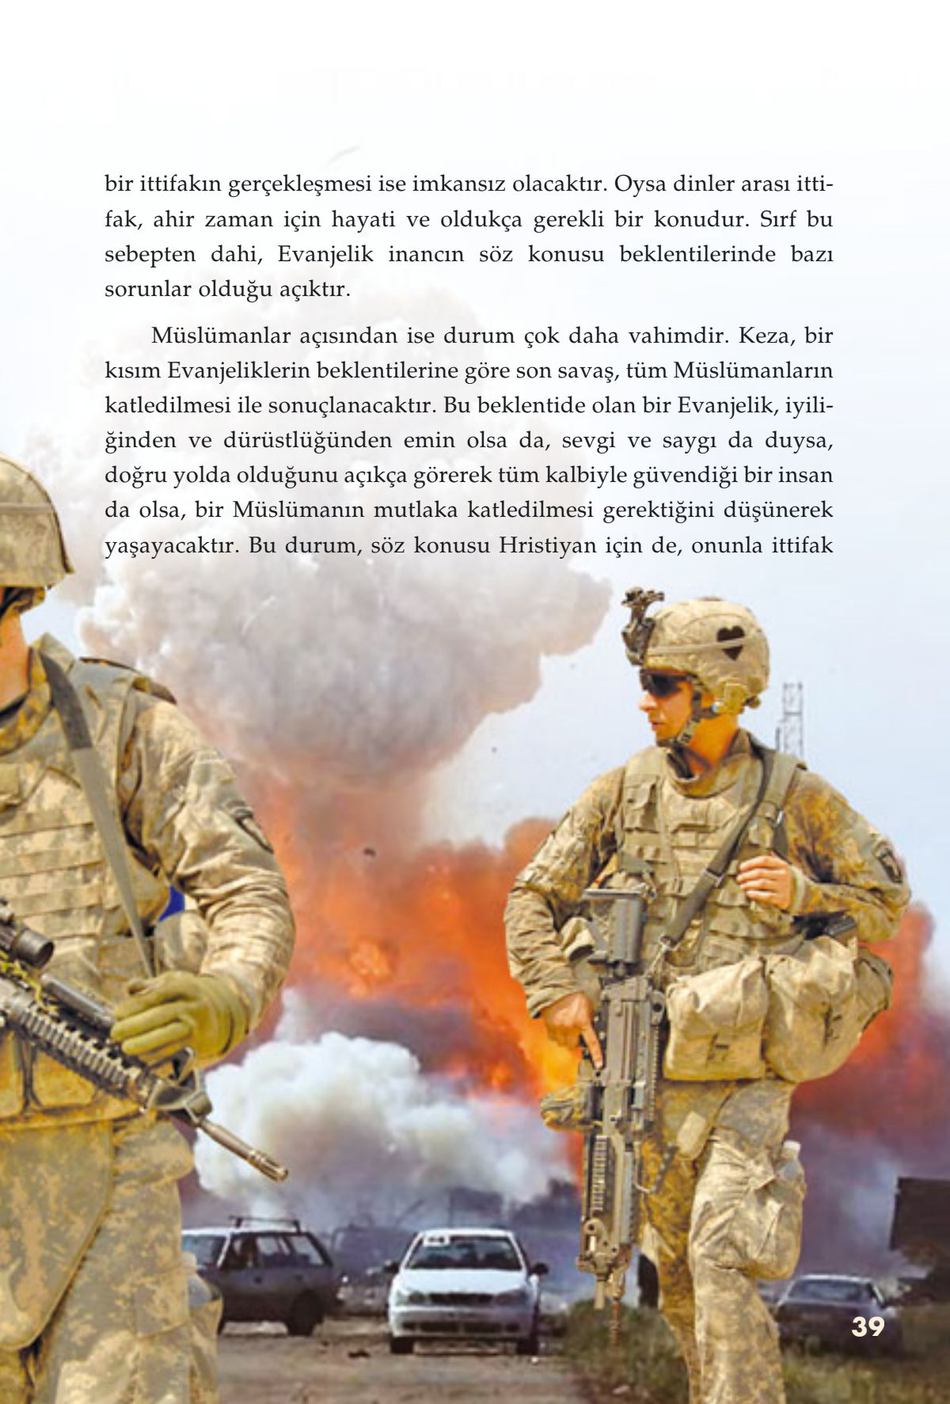 bir ittifakın gerçekleşmesi ise imkansız olacaktır. Oysa dinler arası itti-
fak, ahir zaman için hayati ve oldukça gerekli bir konudur. Sırf bu
sebepten dahi, Evanjelik inancın söz konusu beklentilerinde bazı
sorunlar olduğu açıktır.
Müslümanlar açısından ise durum çok daha vahimdir. Keza, bir
kısım Evanjeliklerin beklentilerine göre son savaş, tüm Müslümanların
katledilmesi ile sonuçlanacaktır. Bu beklentide olan bir Evanjelik, iyili-
ğinden ve dürüstlüğünden emin olsa da, sevgi ve saygı da duysa,
doğru yolda olduğunu açıkça görerek tüm kalbiyle güvendiği bir insan
da olsa, bir Müslümanın mutlaka katledilmesi gerektiğini düşünerek
yaşayacaktır. Bu durum, söz konusu Hristiyan için de, onunla ittifak
39